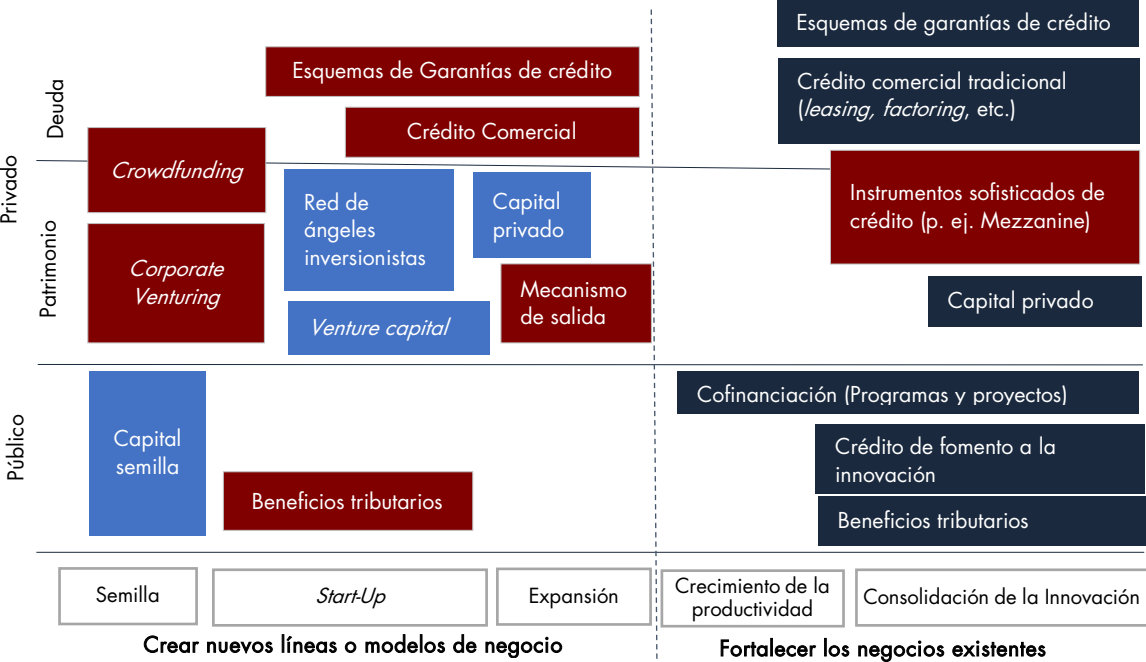 Privado
Deuda
Patrimonio
Público
Esquemas de Garantías de crédito
Crédito Comercial
Crowdfunding
Corporate
Venturing
Red de
ángeles
inversionistas
Capital
privado
Venture capital
Mecanismo
de salida
Esquemas de garantías de crédito
Crédito comercial tradicional
(leasing, factoring, etc.)
Instrumentos sofisticados de
crédito (p. ej. Mezzanine)
Capital privado
Capital
semilla
Beneficios tributarios
Cofinanciación (Programas y proyectos)
Crédito de fomento a la
innovación
Beneficios tributarios
Semilla
Start-Up
Expansión
Crecimiento de la
productividad
Consolidación de la Innovación
Crear nuevos líneas o modelos de negocio
Fortalecer los negocios existentes